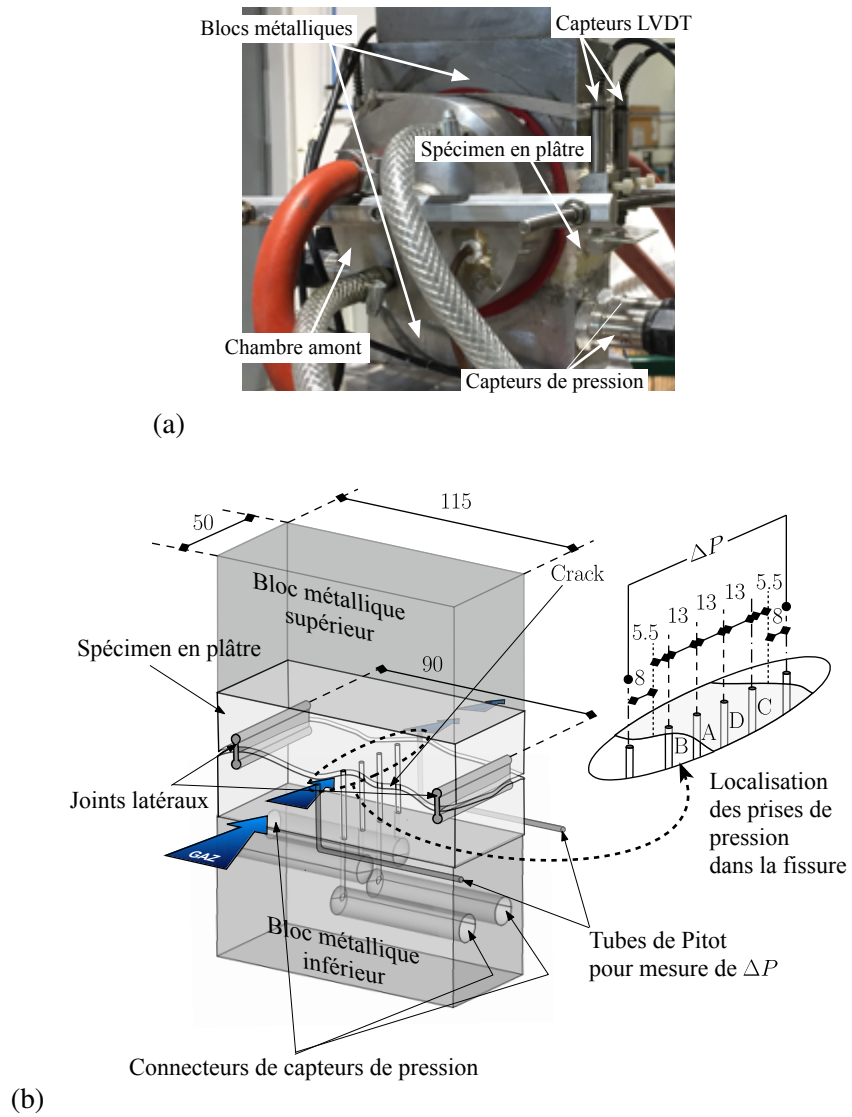 Blocs métalliques
Capteurs LVDT
Spécimen en plâtre
Chambre amont
Capteurs de pression
(a)
115
50
ΔP
Crack
Bloc métallique
supérieur
5.5
13
13
13
5.5
8
8
Spécimen en plâtre
90
B
A
D
C
Joints latéraux
Localisation
des prises de
pression
dans la fissure
GAZ
Bloc métallique
inférieur
Tubes de Pitot
pour mesure de ΔP
Connecteurs de capteurs de pression
(b)